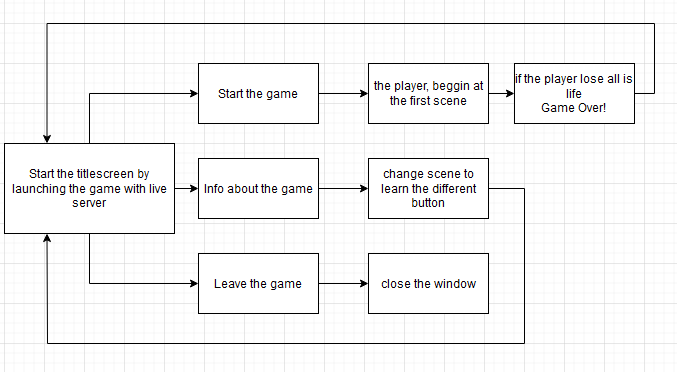 Start the game
the player, beggin at
the first scene
if the player lose all is
life
Game Over!
Start the titlescreen by
launching the game with live
server
Info about the game
change scene to
learn the different
button
Leave the game
close the window